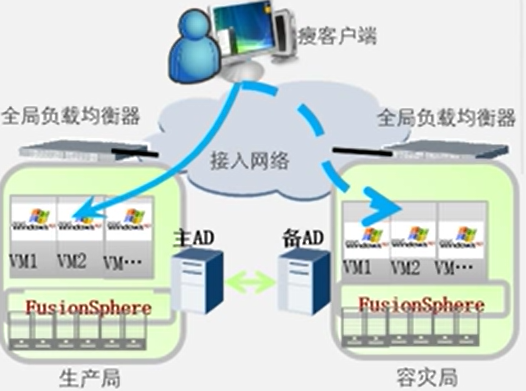 瘦客户端
全局负载均衡器
全局负载均衡器
接入网络
主AD
备AD
VM1 VM2 VM…
VM1 VM2 VM…
FusionSphere
FusionSphere
生产局
容灾局